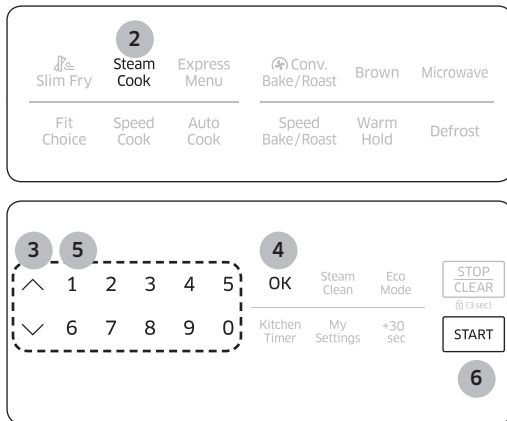 2
Slim Fry
Steam Cook
Express Menu
Conv. Bake/Roast
Brown
Microwave
Fit Choice
Speed Cook
Auto Cook
Speed Bake/Roast
Warm Hold
Defrost
3 5 4
1 2 3 4 5
OK
Steam Clean
Eco Mode
STOP
CLEAR
(3 sec)
6 7 8 9 0
Kitchen Timer
My Settings
+30 sec
START
6